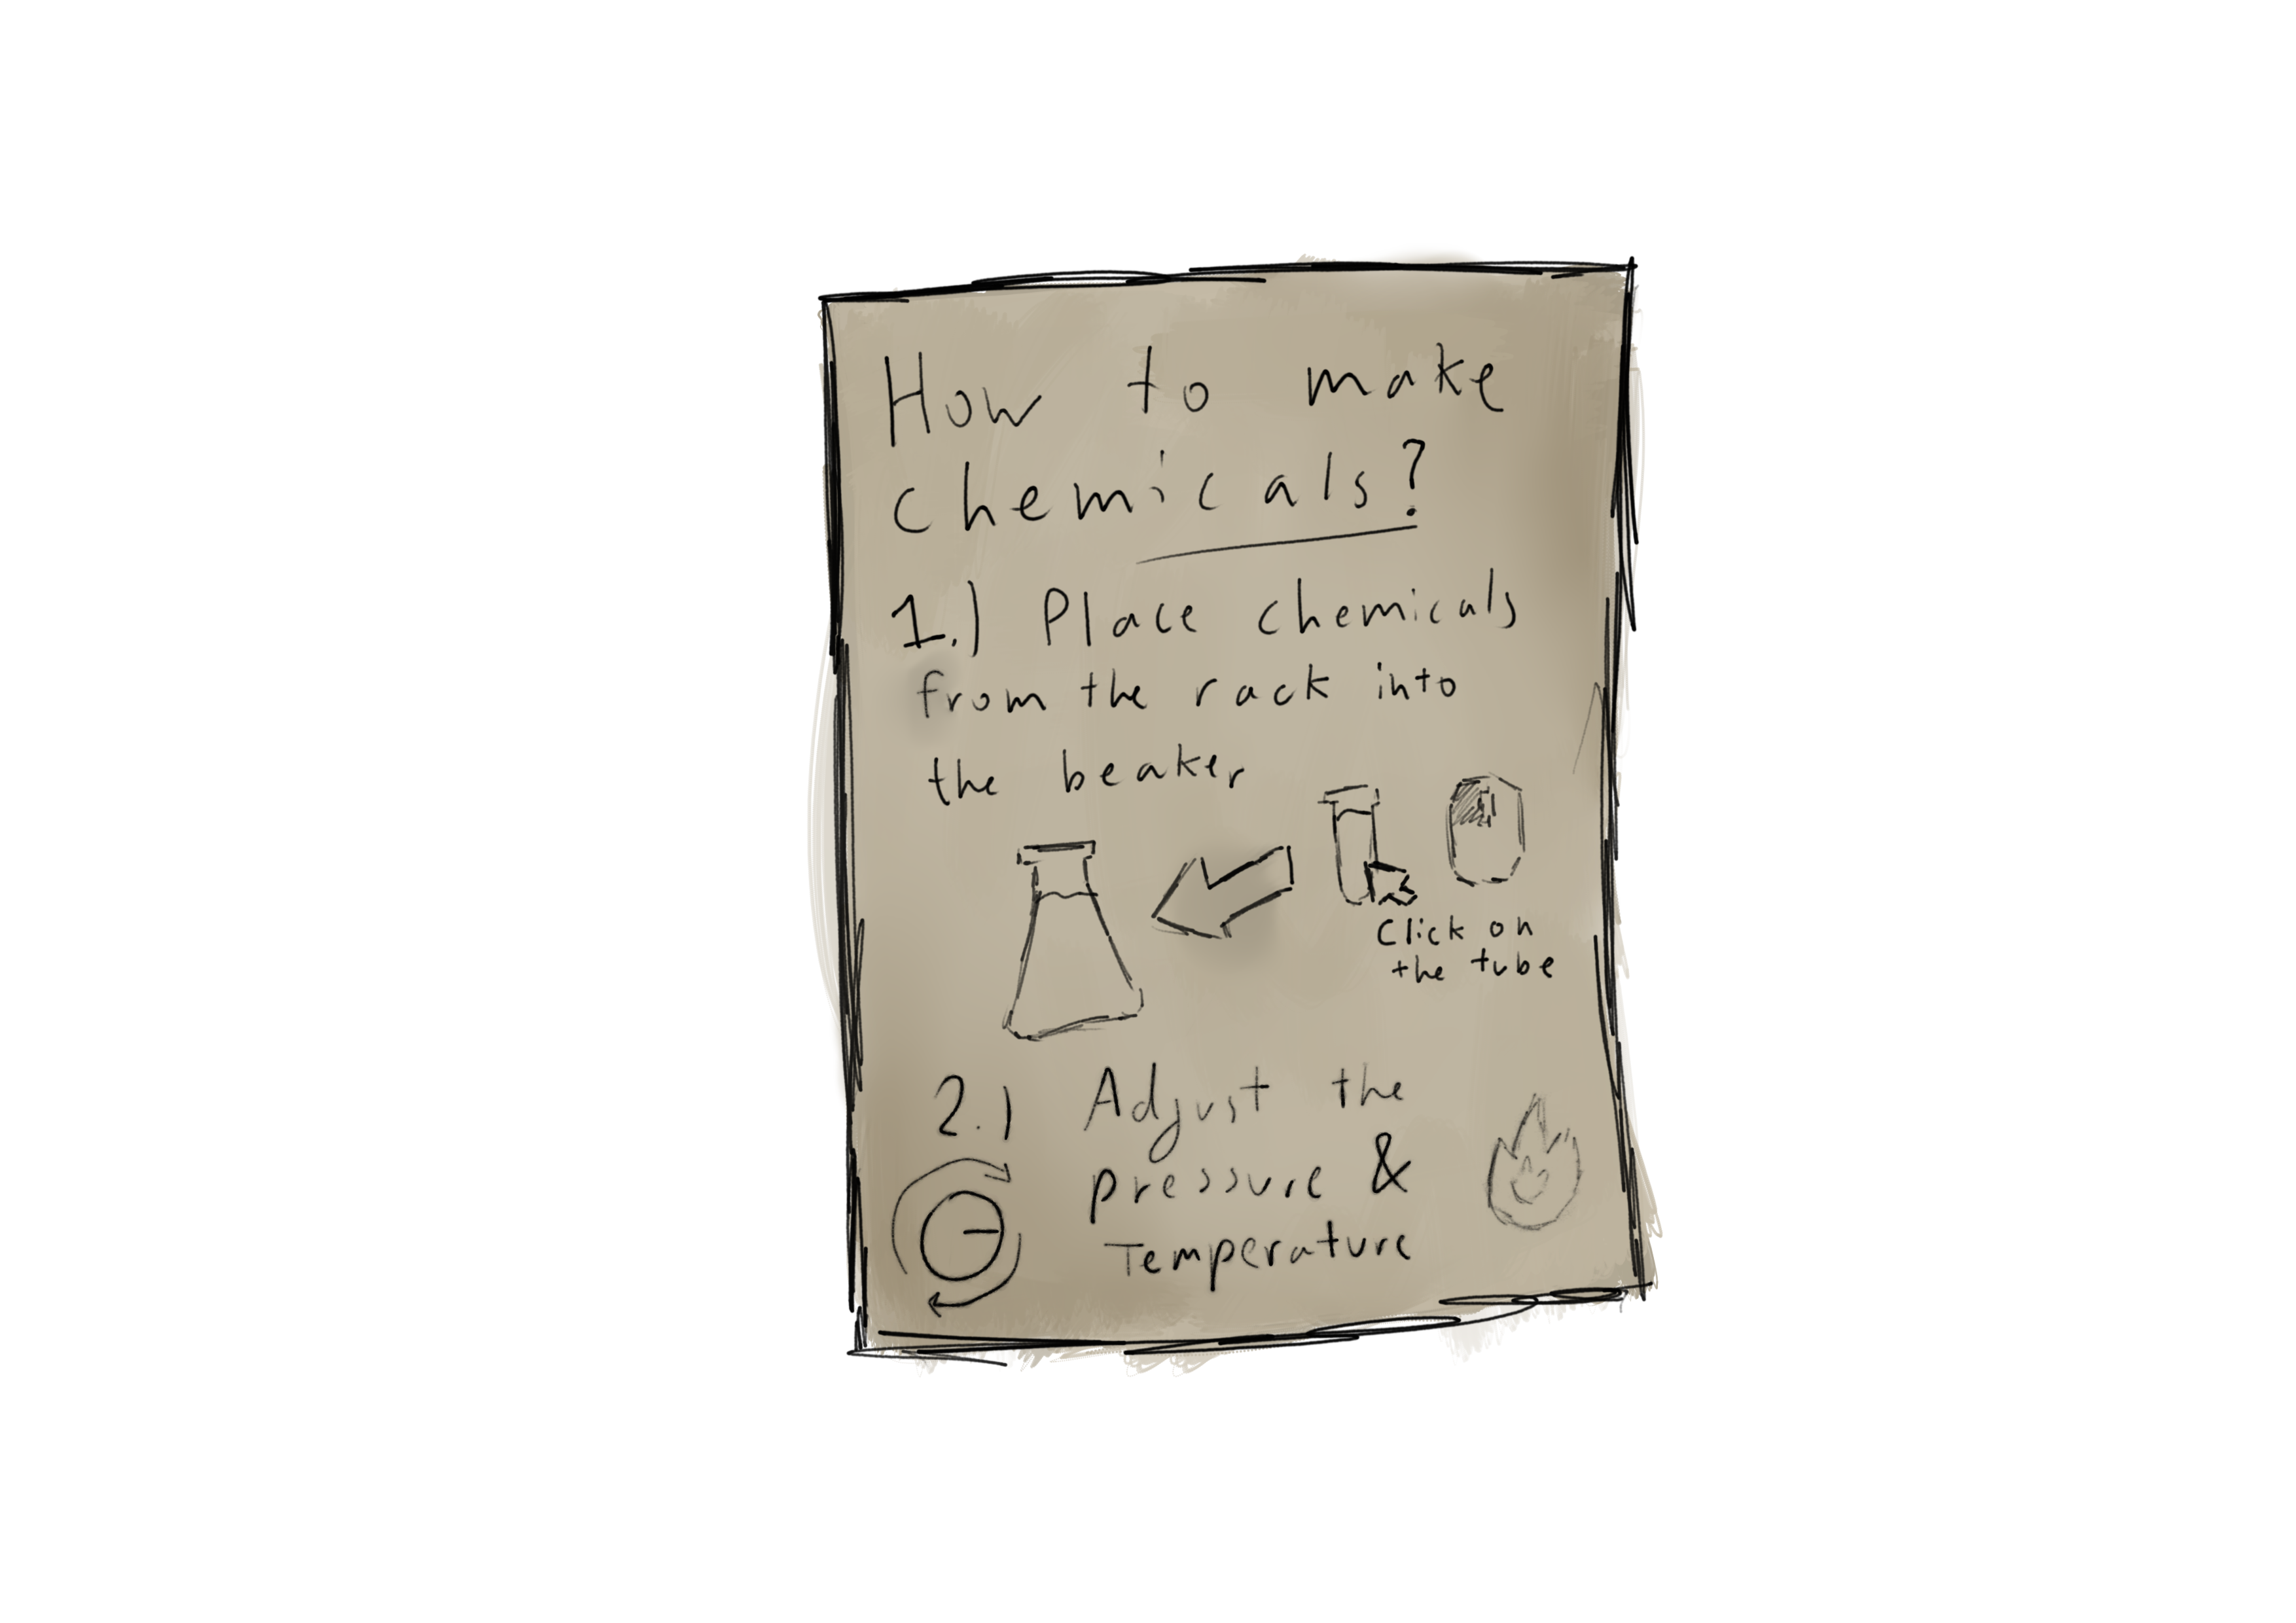 How to make
chemicals?
1.) Place chemicals
from the rack into
the beaker
Click on
the tube
2.) Adjust the
pressure &
Temperature